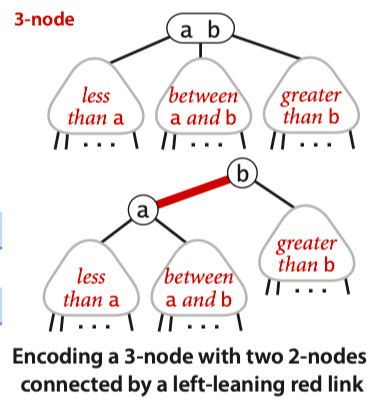 3-node
a b
less
than a
between
a and b
greater
than b
b
a
less
than a
between
a and b
greater
than b
Encoding a 3-node with two 2-nodes
connected by a left-leaning red link